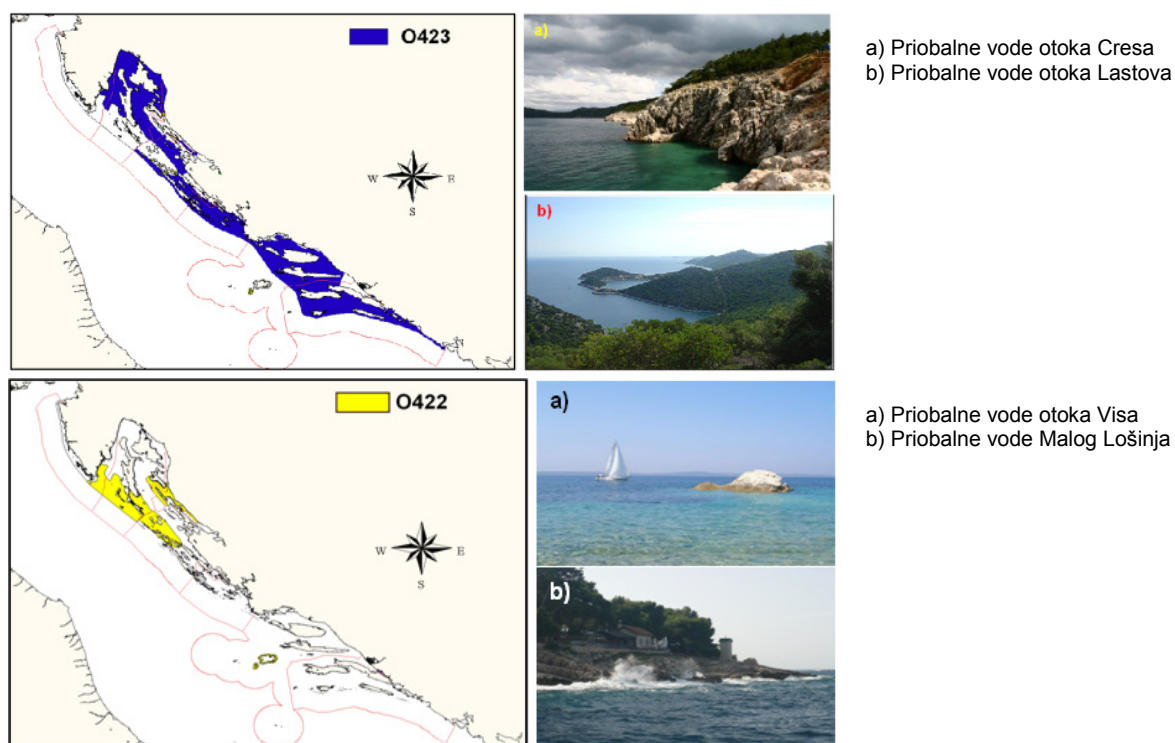 O423
W E
S
a)
a) Priobalne vode otoka Cresa
b) Priobalne vode otoka Lastova
b)
O422
W E
S
a)
a) Priobalne vode otoka Visa
b) Priobalne vode Malog Lošinja
b)